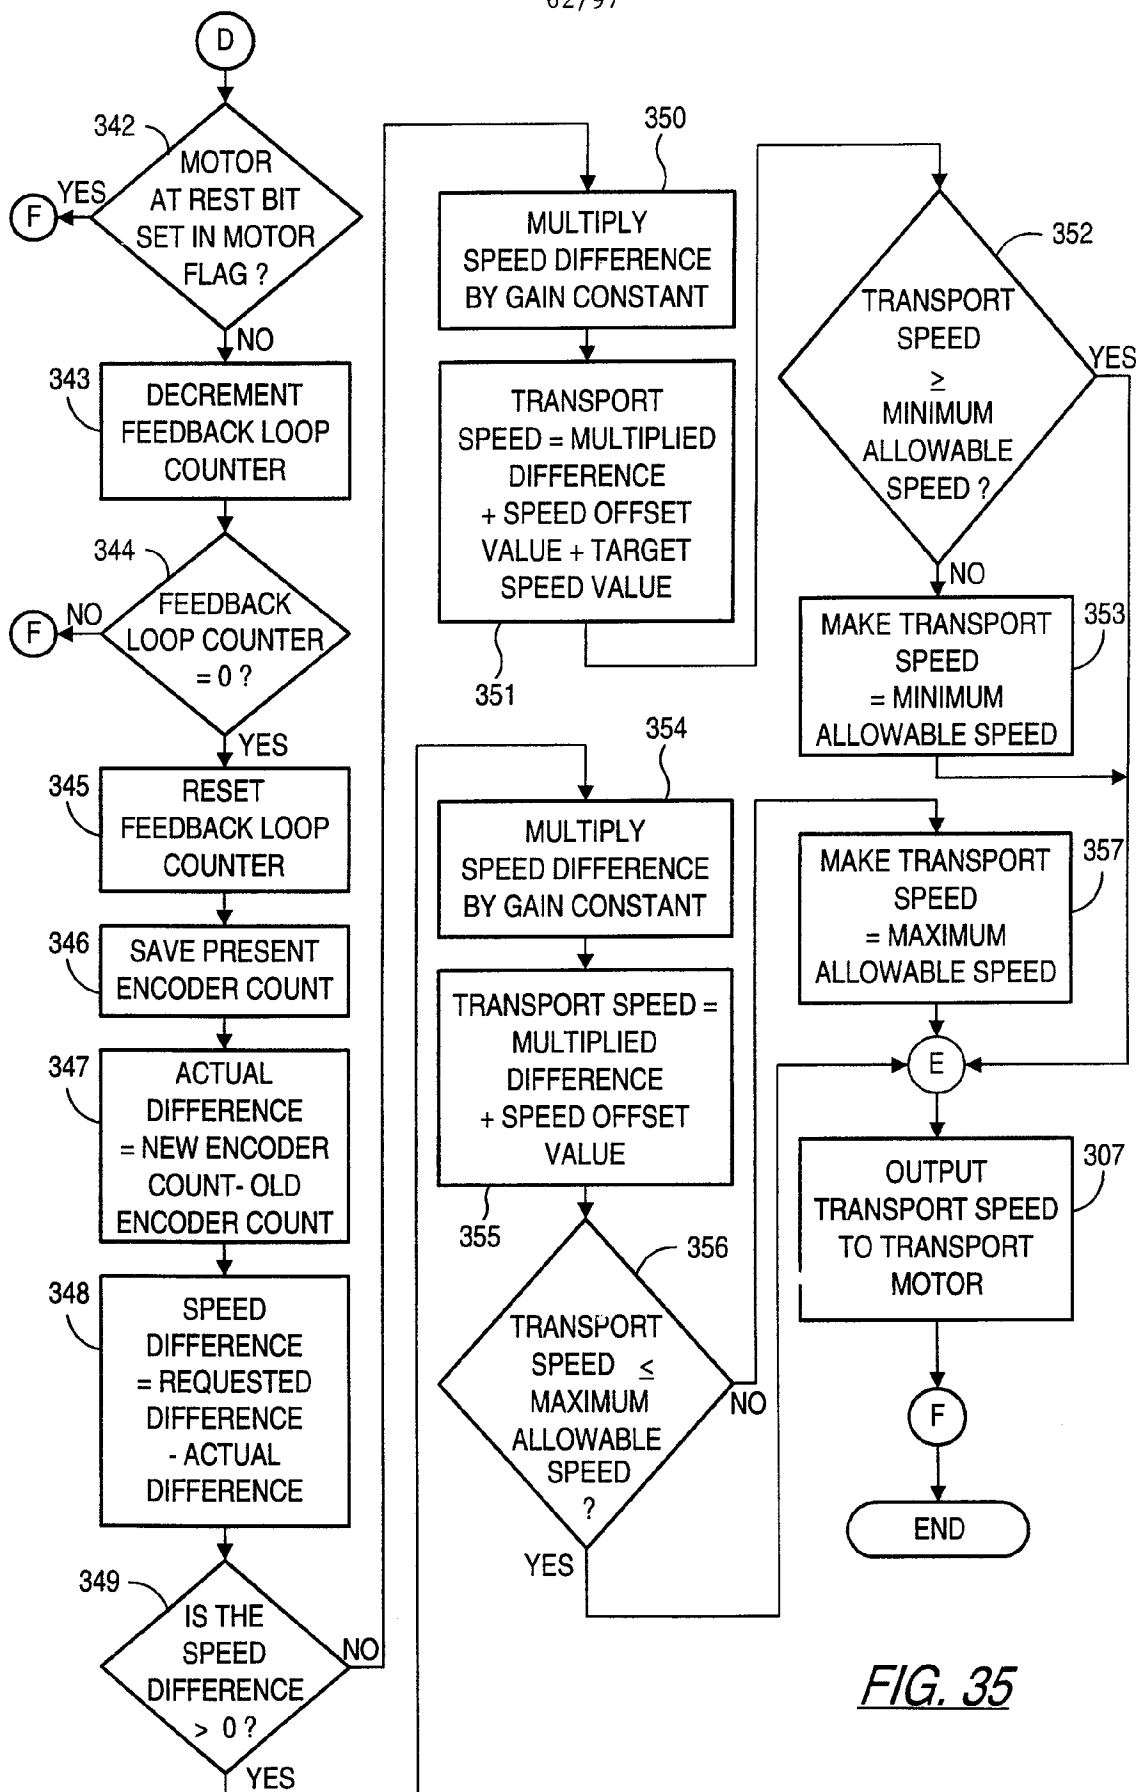 62/97
D
342
MOTOR
AT REST BIT
SET IN MOTOR
FLAG ?
YES
F
NO
343
DECREMENT
FEEDBACK LOOP
COUNTER
344
FEEDBACK
LOOP COUNTER
= 0 ?
NO
F
YES
345
RESET
FEEDBACK LOOP
COUNTER
346
SAVE PRESENT
ENCODER COUNT
347
ACTUAL
DIFFERENCE
= NEW ENCODER
COUNT- OLD
ENCODER COUNT
348
SPEED
DIFFERENCE
= REQUESTED
DIFFERENCE
- ACTUAL
DIFFERENCE
349
IS THE
SPEED
DIFFERENCE
> 0 ?
NO
YES
350
MULTIPLY
SPEED DIFFERENCE
BY GAIN CONSTANT
TRANSPORT
SPEED = MULTIPLIED
DIFFERENCE
+ SPEED OFFSET
VALUE + TARGET
SPEED VALUE
351
352
TRANSPORT
SPEED
≥
MINIMUM
ALLOWABLE
SPEED ?
YES
NO
353
MAKE TRANSPORT
SPEED
= MINIMUM
ALLOWABLE SPEED
354
MULTIPLY
SPEED DIFFERENCE
BY GAIN CONSTANT
TRANSPORT SPEED =
MULTIPLIED
DIFFERENCE
+ SPEED OFFSET
VALUE
355
356
TRANSPORT
SPEED ≤
MAXIMUM
ALLOWABLE
SPEED
?
NO
YES
357
MAKE TRANSPORT
SPEED
= MAXIMUM
ALLOWABLE SPEED
E
307
OUTPUT
TRANSPORT SPEED
TO TRANSPORT
MOTOR
F
END
FIG. 35